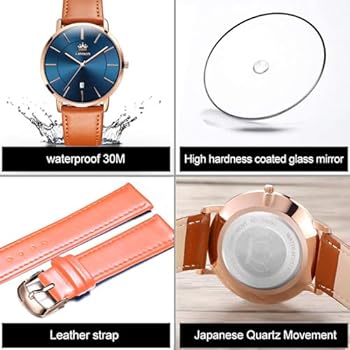 waterproof 30M
High hardness coated glass mirror
Leather strap
Japanese Quartz Movement